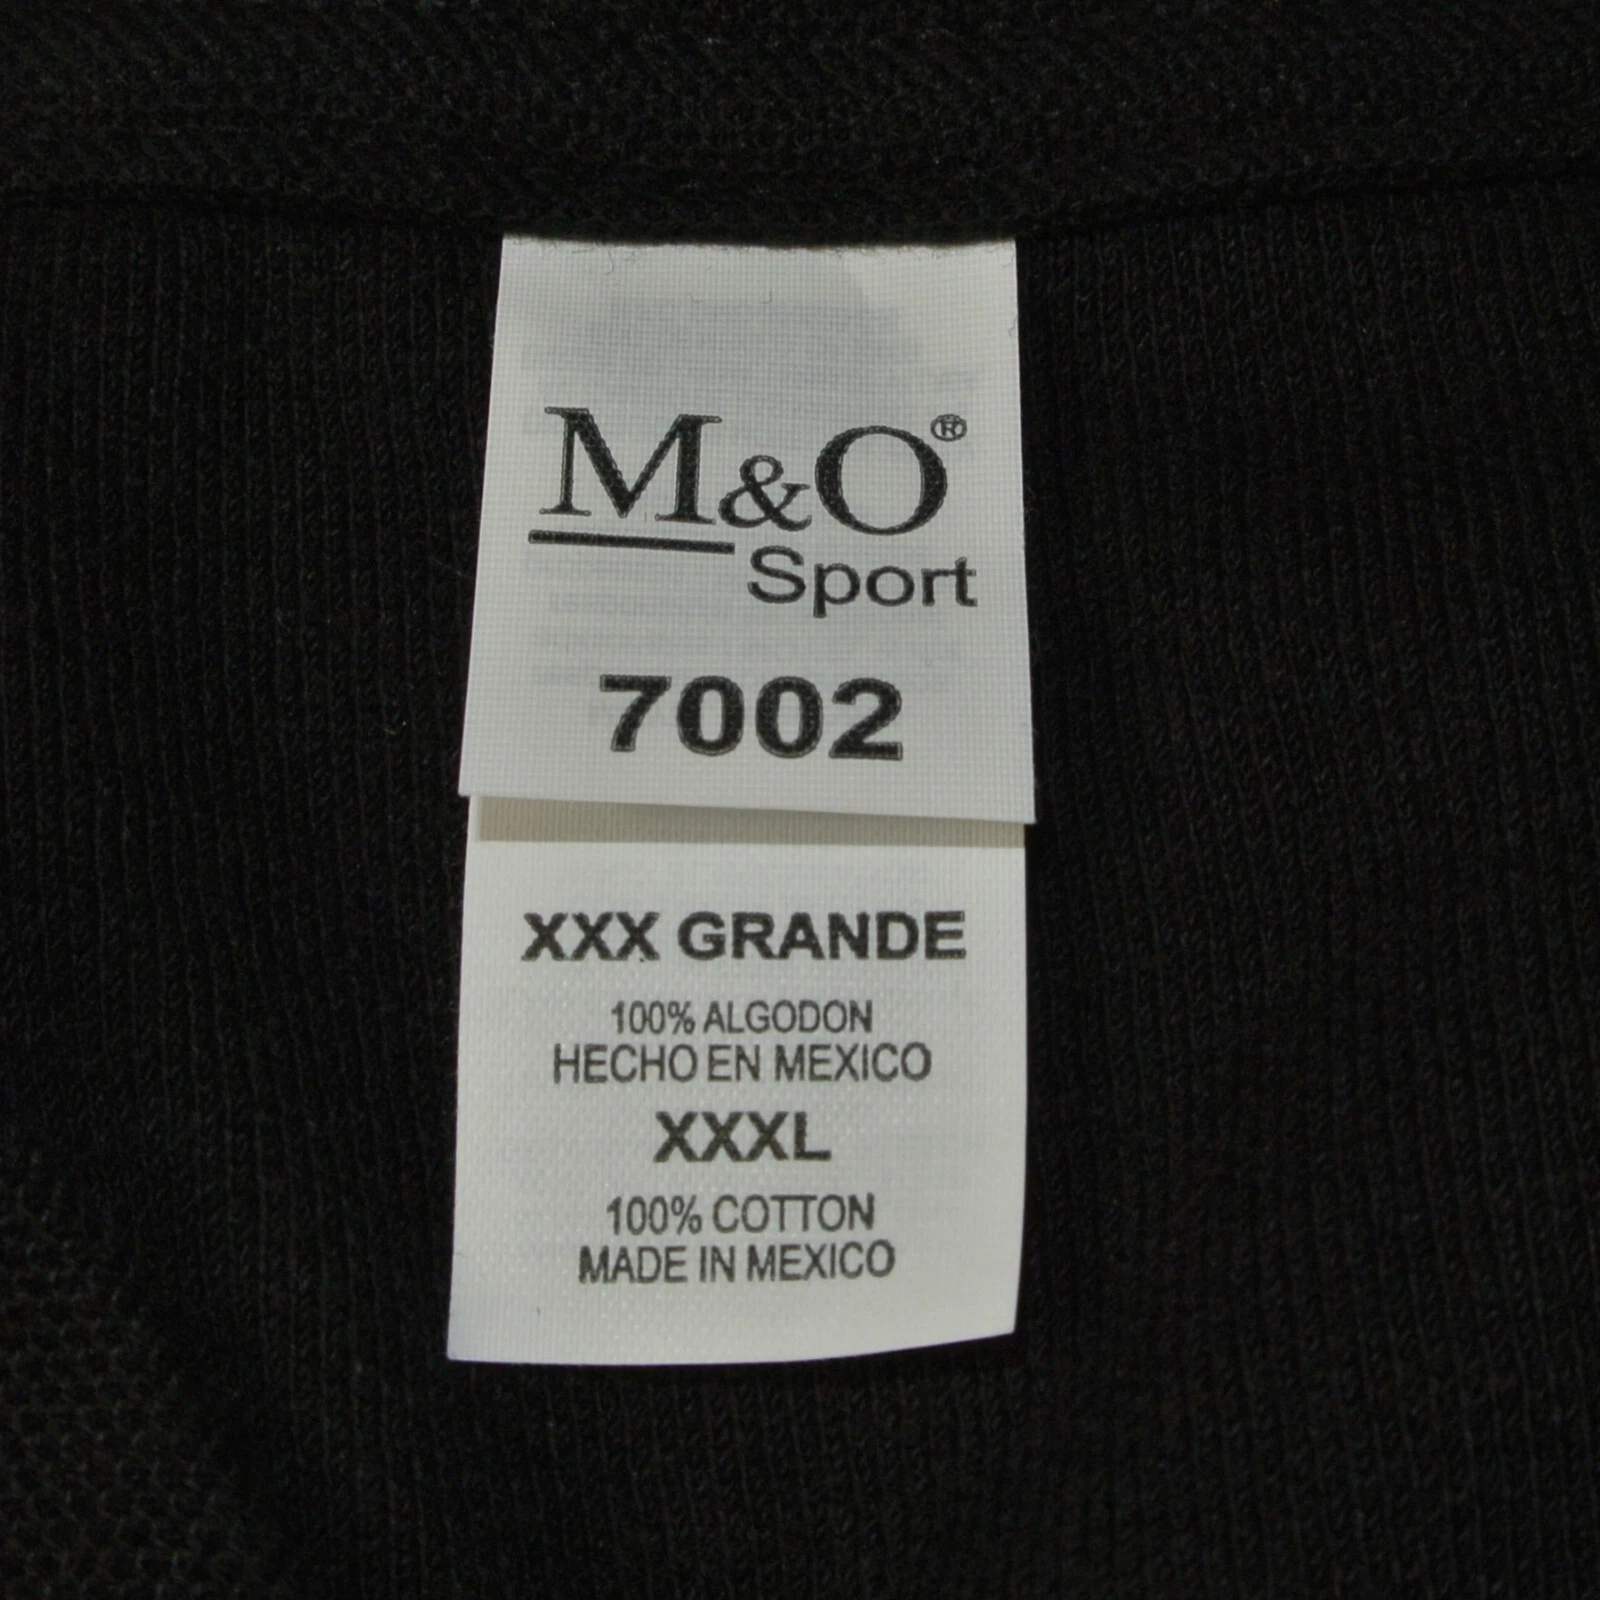 M&O®
Sport
7002
XXX GRANDE
100% ALGODON
HECHO EN MEXICO
XXXL
100% COTTON
MADE IN MEXICO